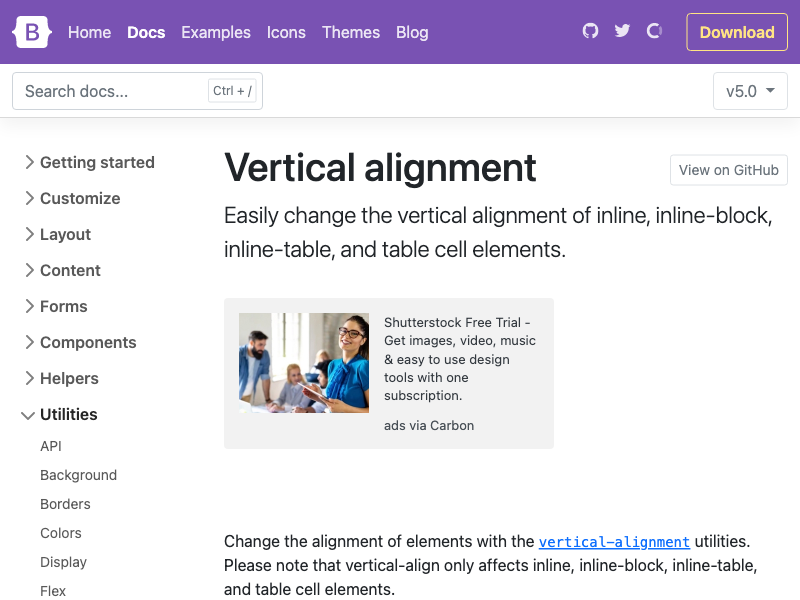 B Home Docs Examples Icons Themes Blog Download
Search docs... Ctrl + / v5.0
Getting started
Customize
Layout
Content
Forms
Components
Helpers
Utilities
API
Background
Borders
Colors
Display
Flex
Vertical alignment
View on GitHub
Easily change the vertical alignment of inline, inline-block,
inline-table, and table cell elements.
Shutterstock Free Trial -
Get images, video, music
& easy to use design
tools with one
subscription.
ads via Carbon
Change the alignment of elements with the vertical-alignment utilities.
Please note that vertical-align only affects inline, inline-block, inline-table,
and table cell elements.